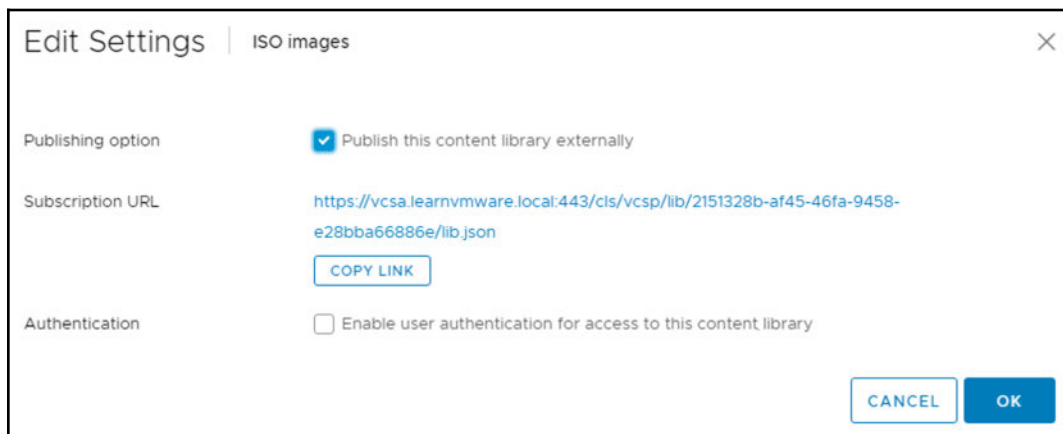 Edit Settings ISO images
Publishing option Publish this content library externally
Subscription URL https://vcsa.learnvmware.local:443/cls/vcsp/lib/2151328b-af45-46fa-9458-
e28bba66886e/lib.json
COPY LINK
Authentication Enable user authentication for access to this content library
CANCEL OK